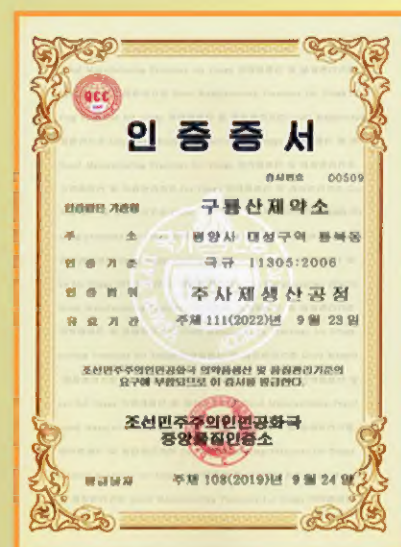 QCC
인증증서
증서번호 00509
인증받은 기관명 구룡산제약소
주 소 평양시 대성구역 룡북동
인증기준 국규 11305:2006
인증범위 주사제생산공정
유효기간 주체 111(2022)년 9월 23일
조선민주주의인민공화국 의약품생산 및 품질관리기준의
요구에 부합되므로 이 증서를 발급한다.
조선민주주의인민공화국
중앙품질인증소
발급날자 주체 108(2019)년 9월 24일